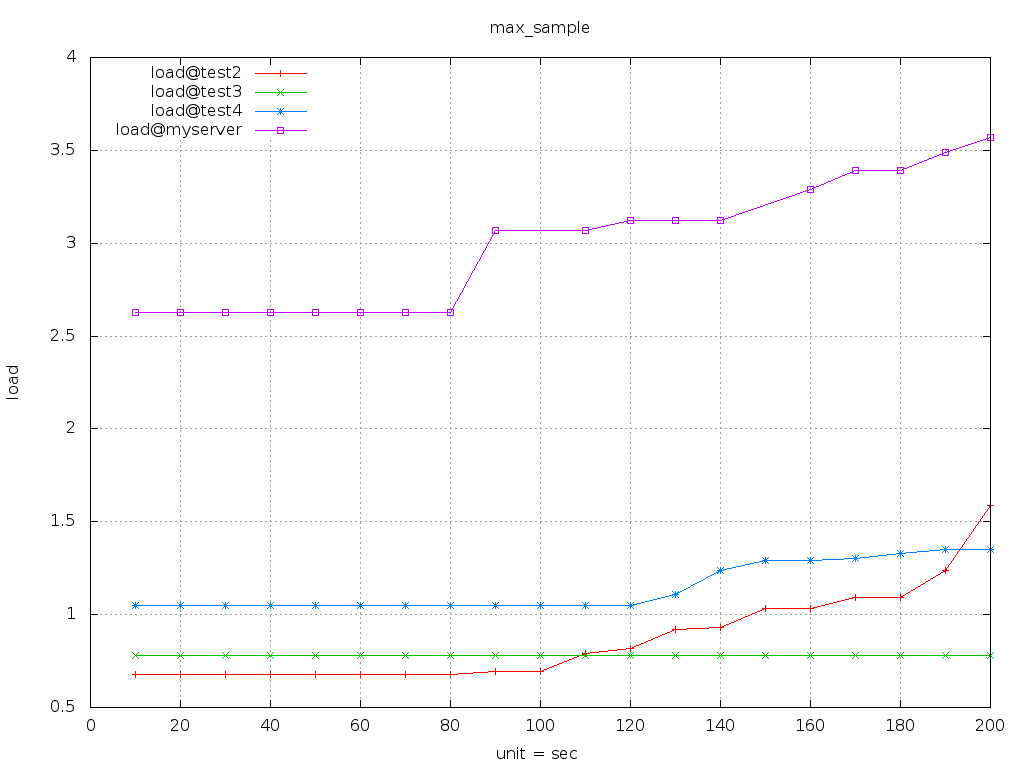 max_sample
load@test2
load@test3
load@test4
load@myserver
4
3.5
3
2.5
2
1.5
1
0.5
load
0 20 40 60 80 100 120 140 160 180 200
unit = sec